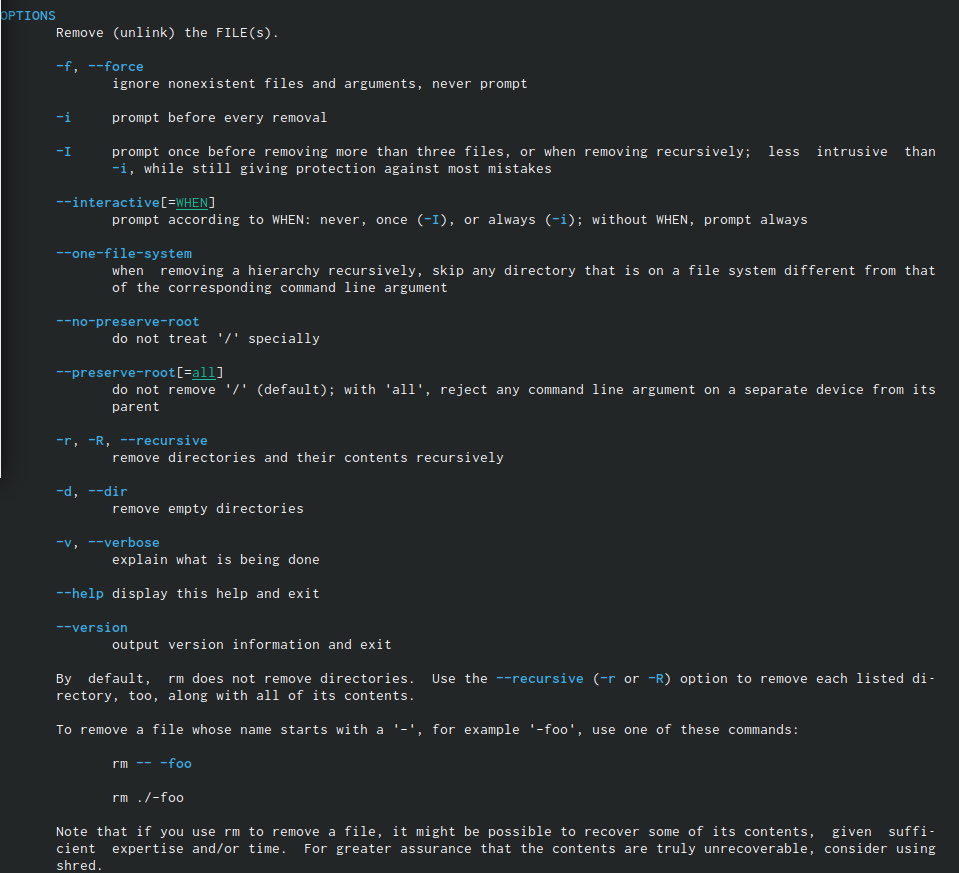 OPTIONS
Remove (unlink) the FILE(s).
-f, --force
ignore nonexistent files and arguments, never prompt
-i     prompt before every removal
-I     prompt once before removing more than three files, or when removing recursively;  less  intrusive  than
-i, while still giving protection against most mistakes
--interactive[=WHEN]
prompt according to WHEN: never, once (-I), or always (-i); without WHEN, prompt always
--one-file-system
when  removing a hierarchy recursively, skip any directory that is on a file system different from that
of the corresponding command line argument
--no-preserve-root
do not treat '/' specially
--preserve-root[=all]
do not remove '/' (default); with 'all', reject any command line argument on a separate device from its
parent
-r, -R, --recursive
remove directories and their contents recursively
-d, --dir
remove empty directories
-v, --verbose
explain what is being done
--help display this help and exit
--version
output version information and exit
By  default,  rm does not remove directories.  Use the --recursive (-r or -R) option to remove each listed di-
rectory, too, along with all of its contents.
To remove a file whose name starts with a '-', for example '-foo', use one of these commands:
rm -- -foo
rm ./-foo
Note that if you use rm to remove a file, it might be possible to recover some of its contents,  given  suffi-
cient  expertise and/or time.  For greater assurance that the contents are truly unrecoverable, consider using
shred.